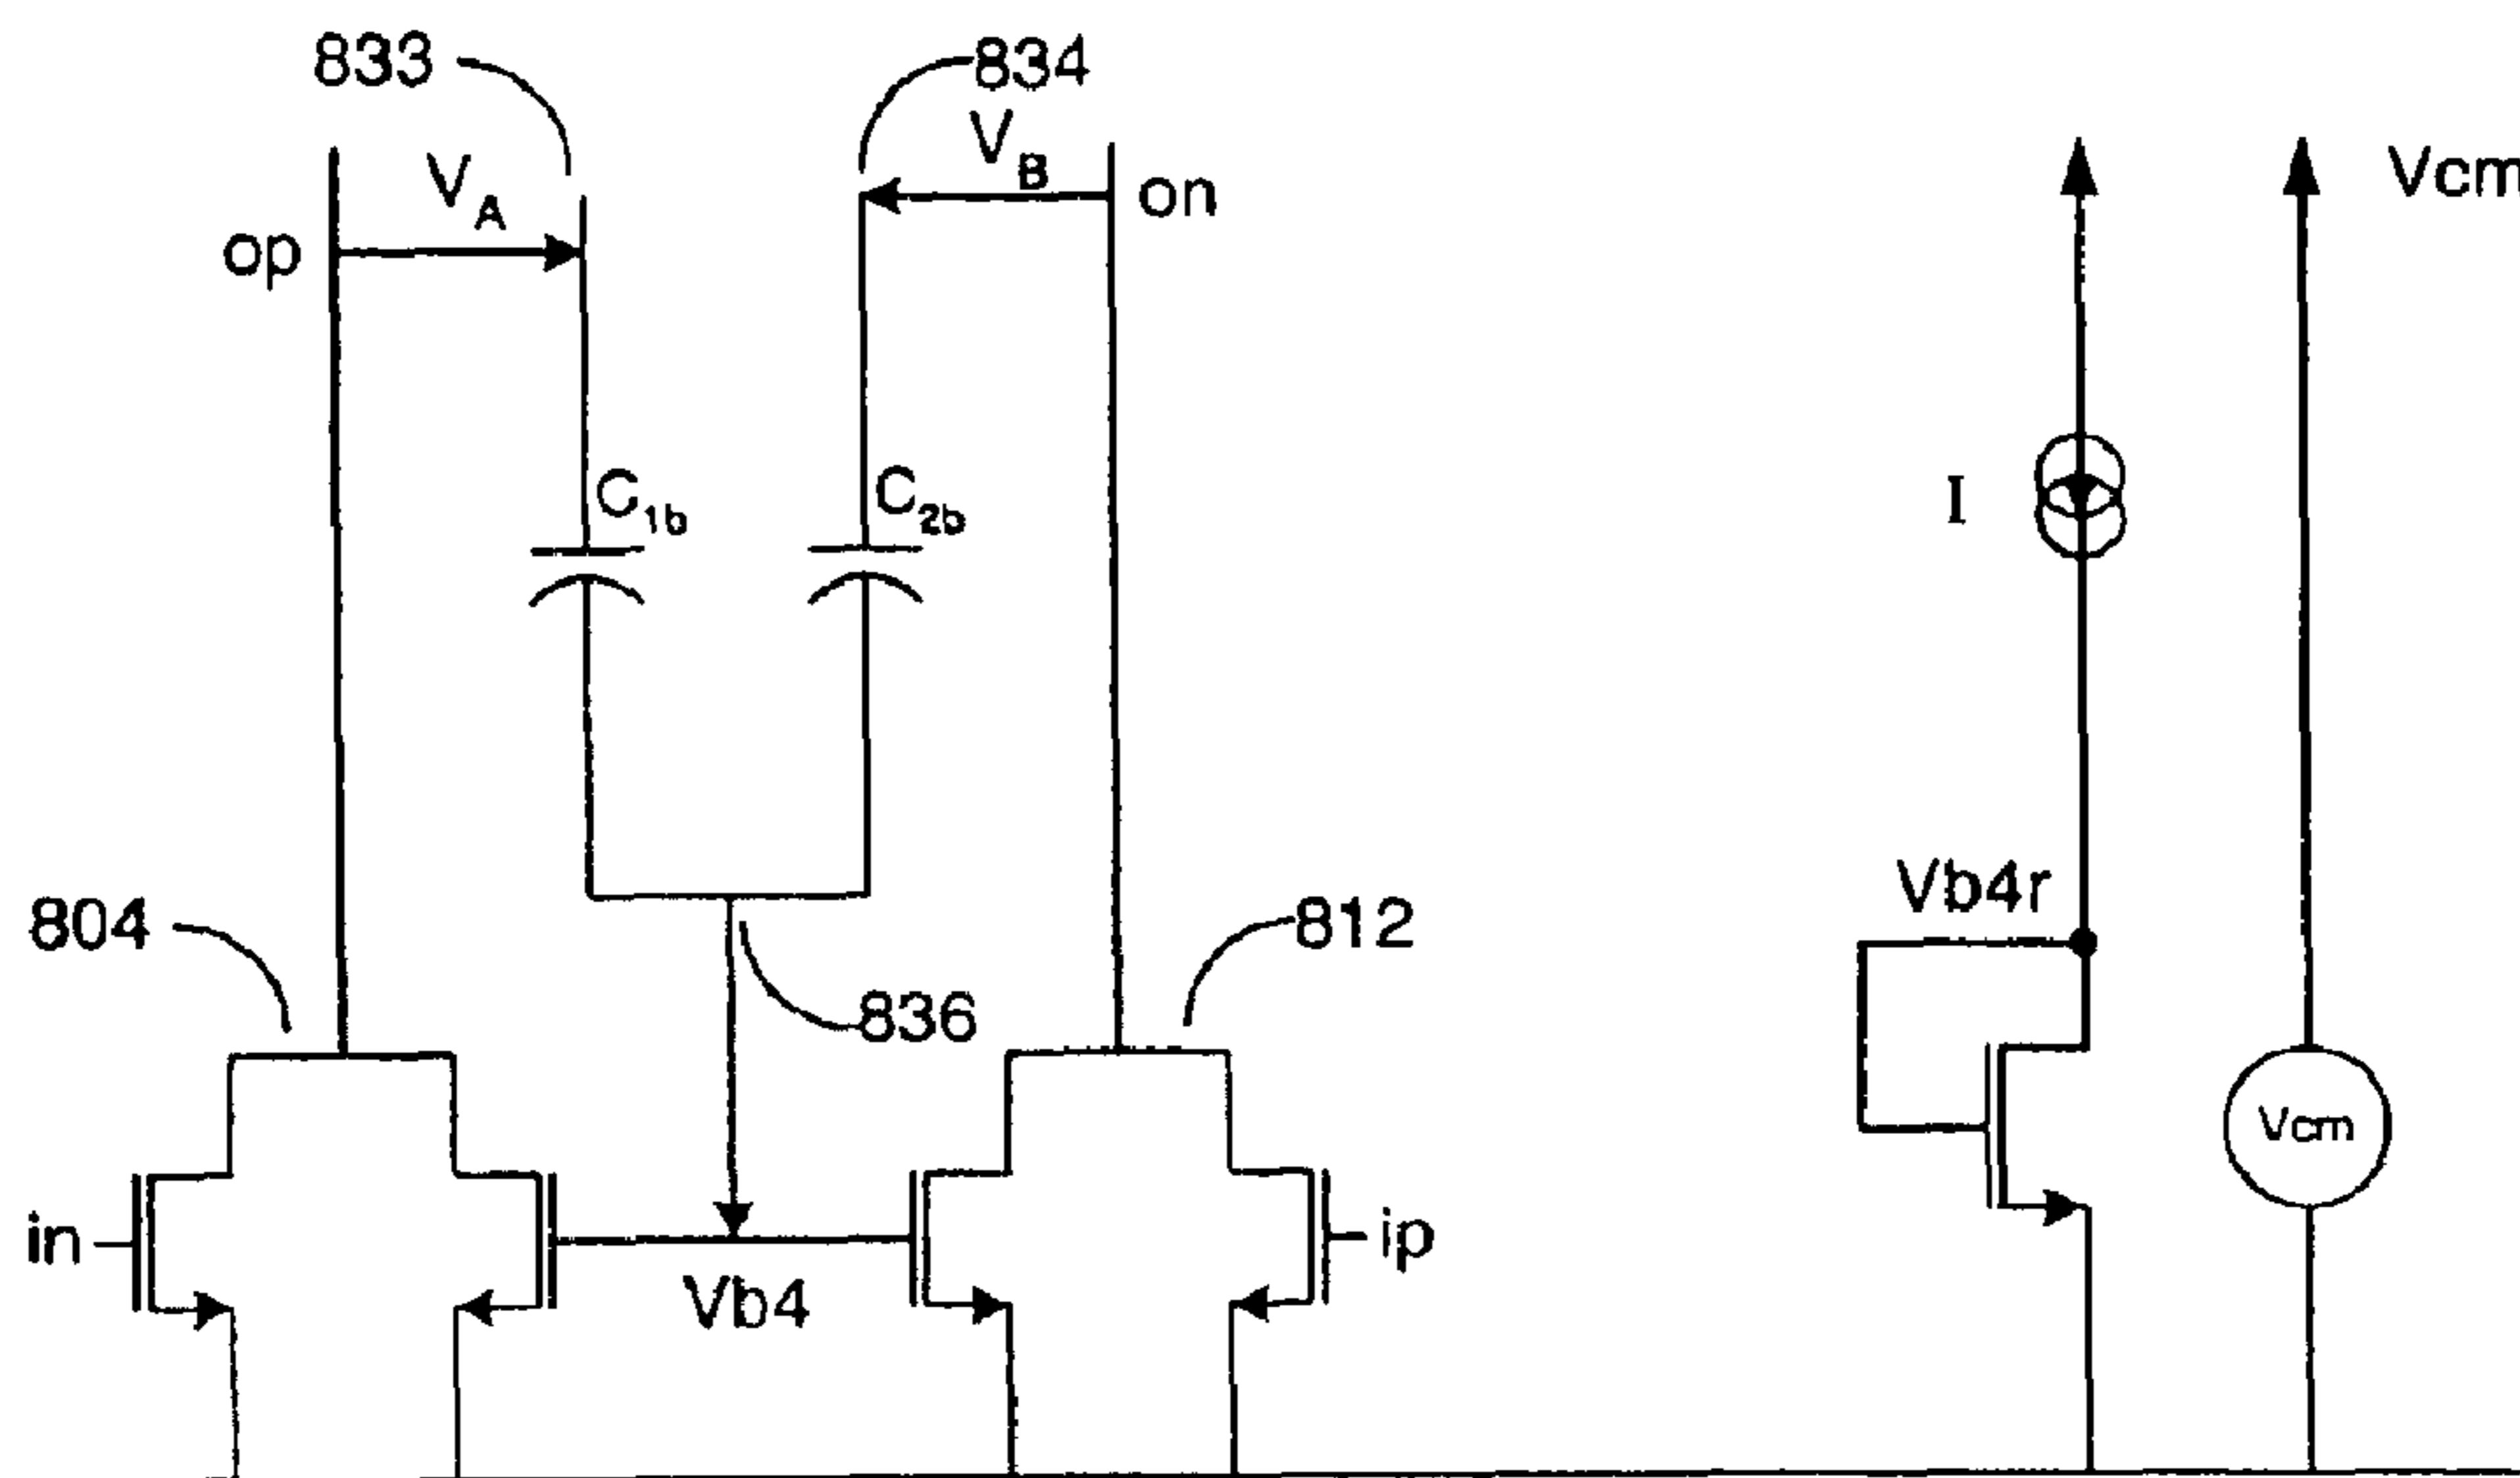 833
834
V_B
V_A
on
op
Vcm
C_1b
C_2b
I
Vb4r
804
812
836
Vcm
in
ip
Vb4